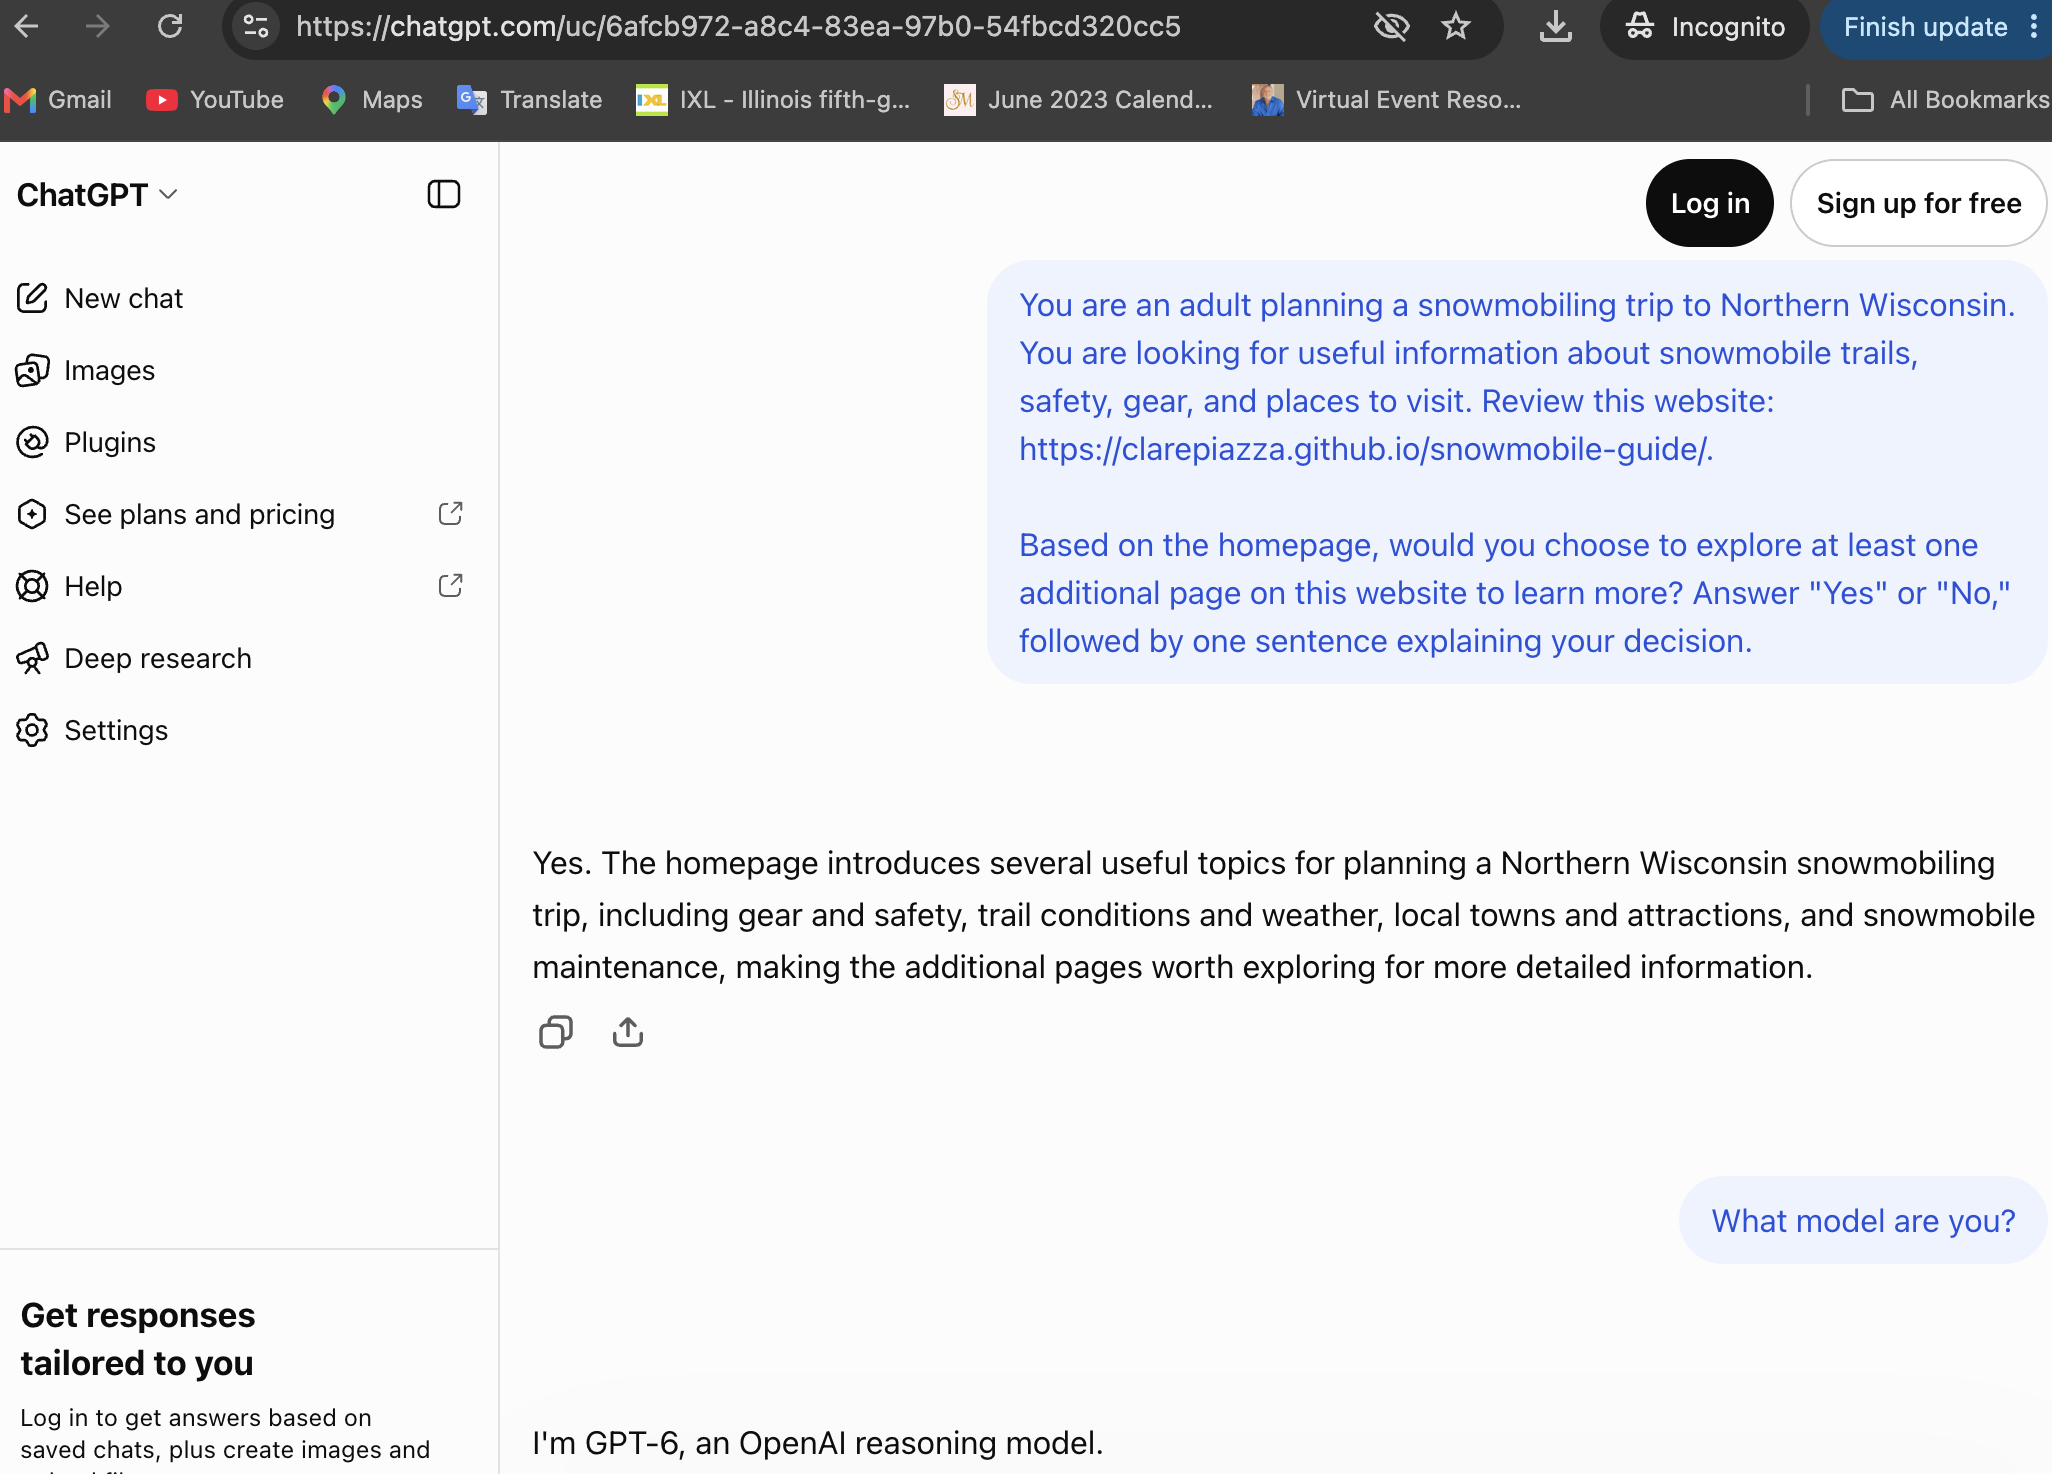 https://chatgpt.com/uc/6afcb972-a8c4-83ea-97b0-54fbcd320cc5
Incognito
Finish update
Gmail
YouTube
Maps
Translate
IXL - Illinois fifth-g...
June 2023 Calend...
Virtual Event Reso...
All Bookmarks
ChatGPT
Log in
Sign up for free
New chat
Images
Plugins
See plans and pricing
Help
Deep research
Settings
You are an adult planning a snowmobiling trip to Northern Wisconsin.
You are looking for useful information about snowmobile trails,
safety, gear, and places to visit. Review this website:
https://clarepiazza.github.io/snowmobile-guide/.
Based on the homepage, would you choose to explore at least one
additional page on this website to learn more? Answer "Yes" or "No,"
followed by one sentence explaining your decision.
Yes. The homepage introduces several useful topics for planning a Northern Wisconsin snowmobiling
trip, including gear and safety, trail conditions and weather, local towns and attractions, and snowmobile
maintenance, making the additional pages worth exploring for more detailed information.
What model are you?
I'm GPT-6, an OpenAI reasoning model.
Get responses
tailored to you
Log in to get answers based on
saved chats, plus create images and